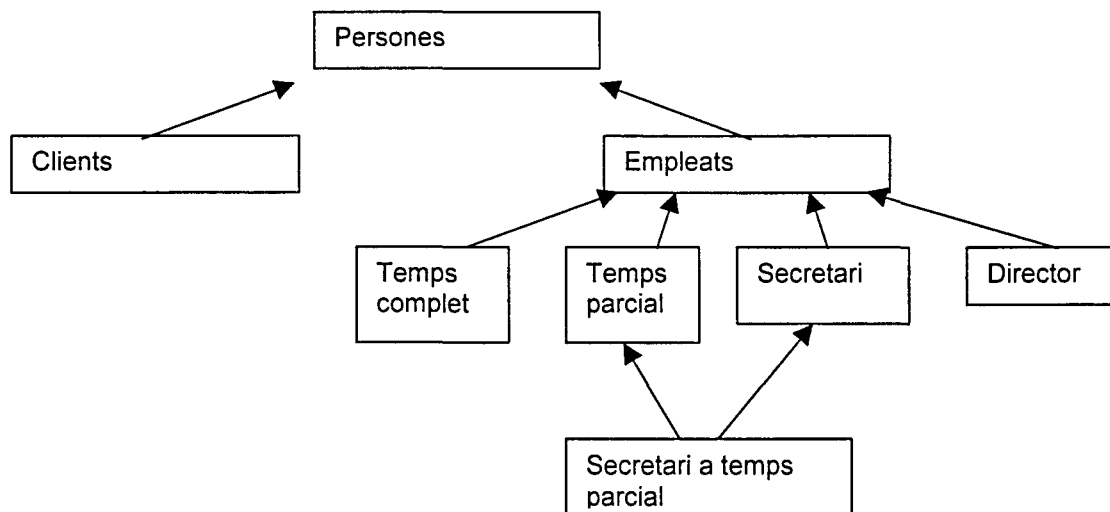 Persones
Clients
Empleats
Temps
complet
Temps
parcial
Secretari
Director
Secretari a temps
parcial